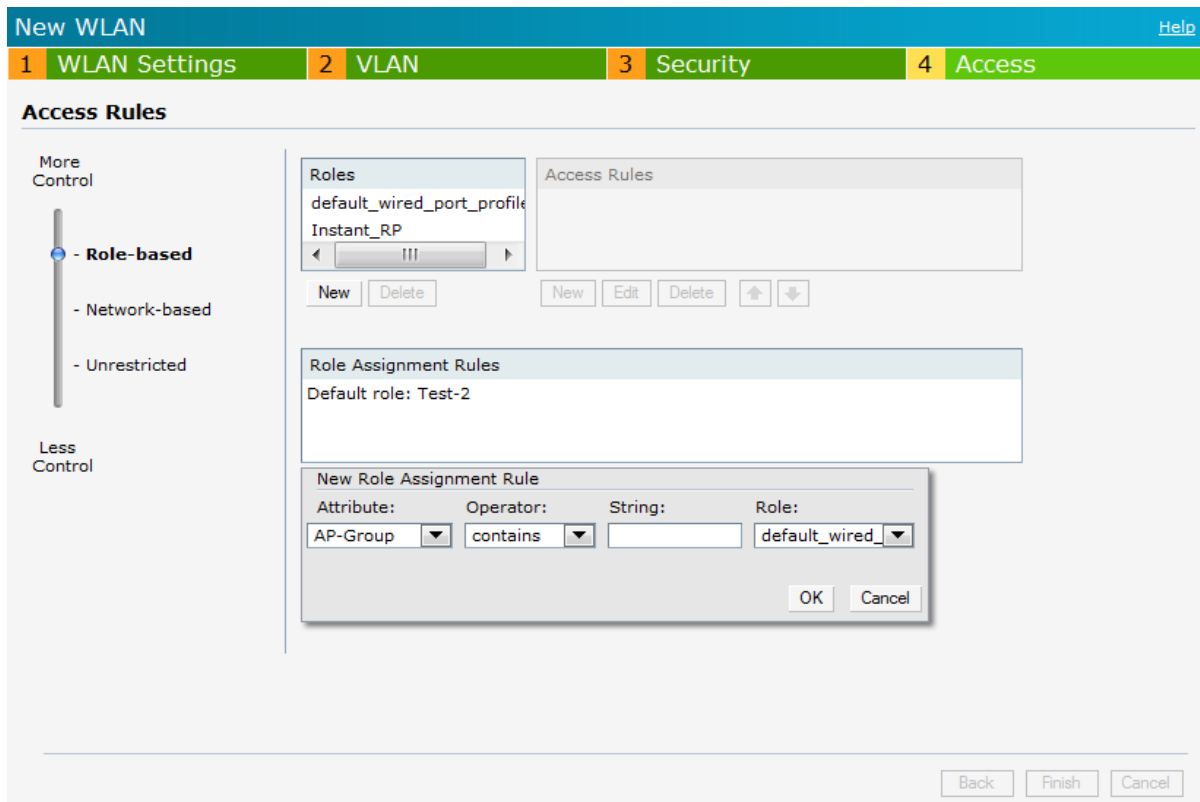 New WLAN
Help
1 WLAN Settings
2 VLAN
3 Security
4 Access
Access Rules
More
Control
- Role-based
- Network-based
- Unrestricted
Less
Control
Roles
default_wired_port_profile
Instant_RP
New
Delete
Access Rules
New
Edit
Delete
Role Assignment Rules
Default role: Test-2
New Role Assignment Rule
Attribute:
Operator:
String:
Role:
AP-Group
contains
default_wired_
OK
Cancel
Back
Finish
Cancel